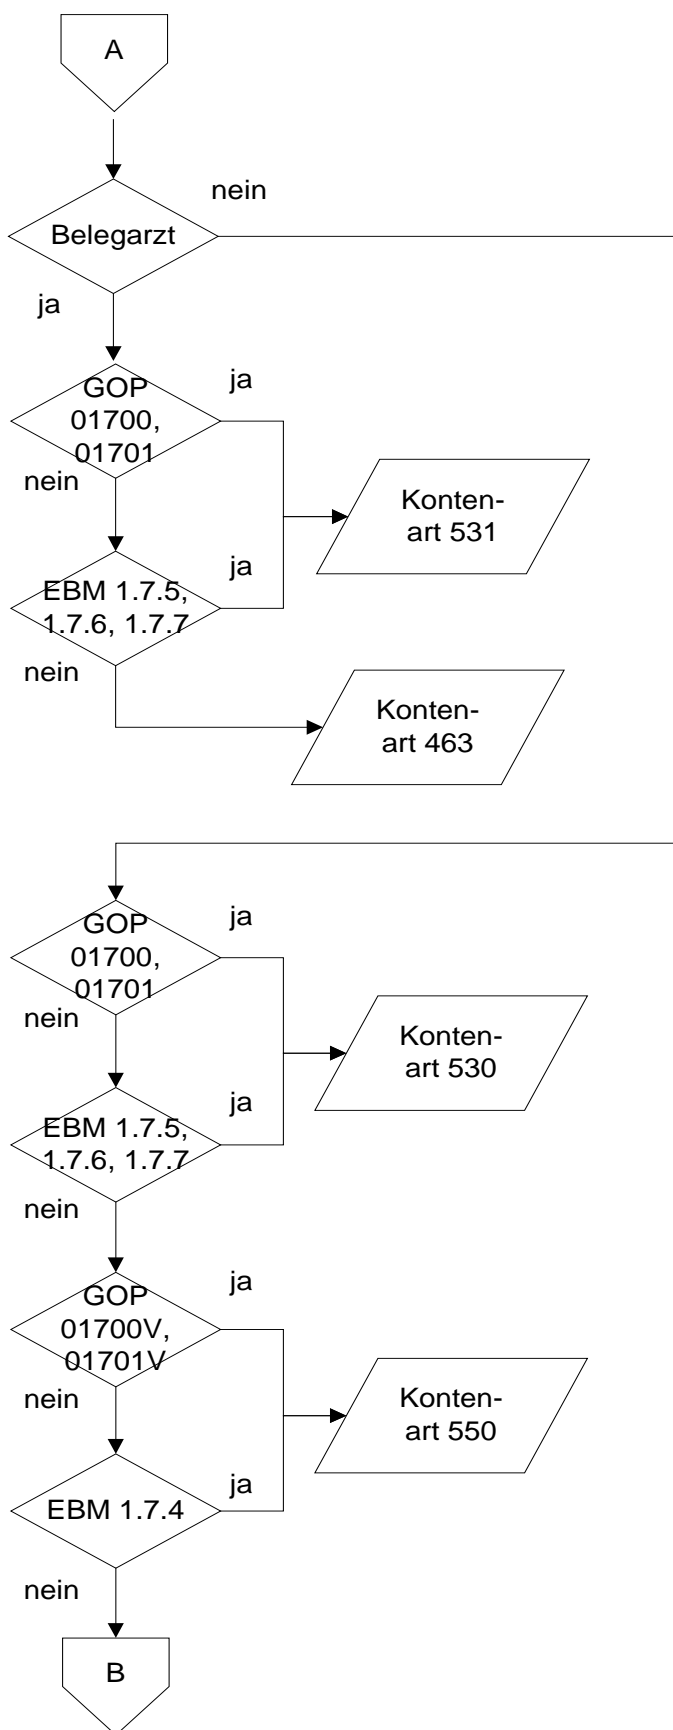 A
nein
Belegarzt
ja
GOP
01700,
01701
ja
nein
Konten-
art 531
EBM 1.7.5,
1.7.6, 1.7.7
ja
nein
Konten-
art 463
GOP
01700,
01701
ja
nein
Konten-
art 530
EBM 1.7.5,
1.7.6, 1.7.7
ja
nein
GOP
01700V,
01701V
ja
nein
Konten-
art 550
EBM 1.7.4
ja
nein
B